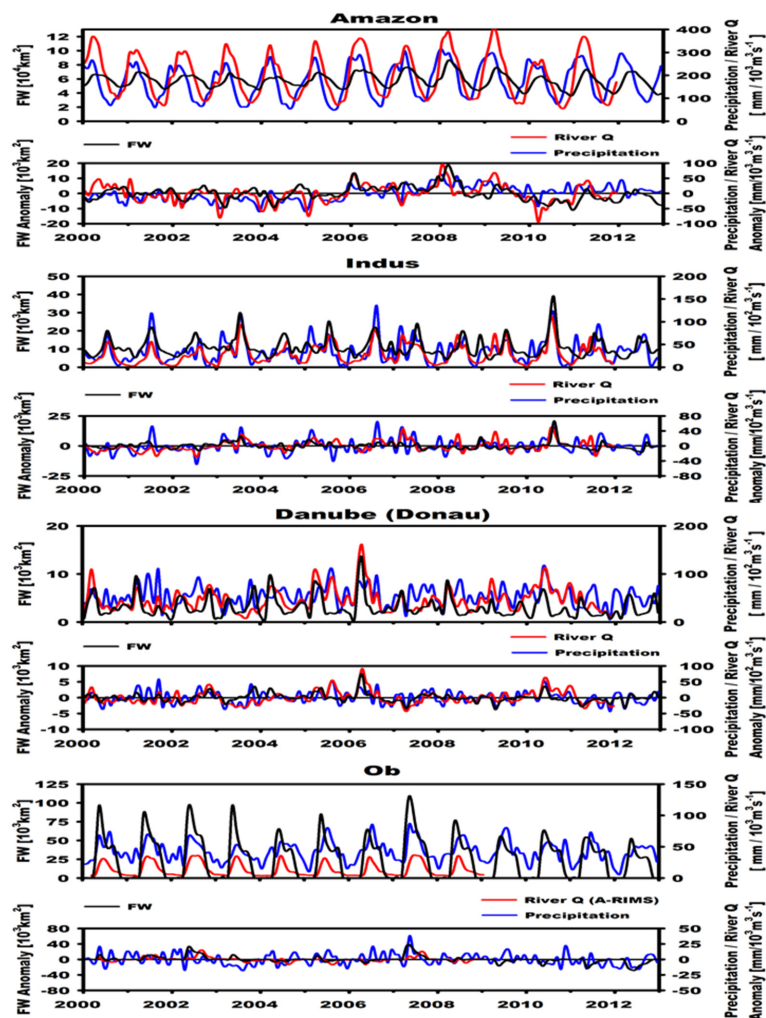 Amazon
FW [10⁴km²]
12
10
8
6
4
2
0
400
300
200
100
0
Precipitation / River Q
[ mm / 10³m³s⁻¹]
FW
River Q
Precipitation
FW Anomaly [10³km²]
20
10
0
-10
-20
100
50
0
-50
-100
Precipitation / River Q
Anomaly [mm/10³m³s⁻¹]
2000 2002 2004 2006 2008 2010 2012
Indus
FW [10³km²]
50
40
30
20
10
0
200
150
100
50
0
Precipitation / River Q
[ mm / 10²m³s⁻¹]
FW
River Q
Precipitation
FW Anomaly [10³km²]
25
0
-25
80
40
0
-40
-80
Precipitation / River Q
Anomaly [mm/10²m³s⁻¹]
2000 2002 2004 2006 2008 2010 2012
Danube (Donau)
FW [10³km²]
20
10
0
200
100
0
Precipitation / River Q
[ mm / 10²m³s⁻¹]
FW
River Q
Precipitation
FW Anomaly [10³km²]
10
5
0
-5
-10
100
50
0
-50
-100
Precipitation / River Q
Anomaly [mm/10²m³s⁻¹]
2000 2002 2004 2006 2008 2010 2012
Ob
FW [10³km²]
125
100
75
50
25
0
150
100
50
0
Precipitation / River Q
[ mm / 10³m³s⁻¹]
FW
River Q (A-RIMS)
Precipitation
FW Anomaly [10³km²]
80
40
0
-40
-80
50
25
0
-25
-50
Precipitation / River Q
Anomaly [mm/10³m³s⁻¹]
2000 2002 2004 2006 2008 2010 2012